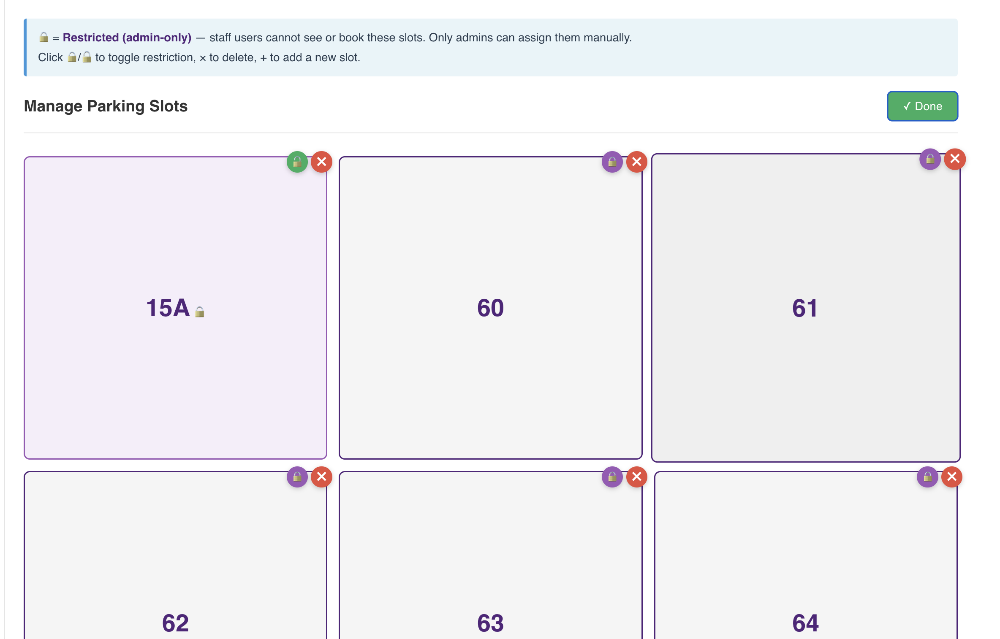 🔒 = Restricted (admin-only) — staff users cannot see or book these slots. Only admins can assign them manually.
Click 🔒/🔓 to toggle restriction, × to delete, + to add a new slot.
Manage Parking Slots
✓ Done
15A 🔒
60
61
62
63
64